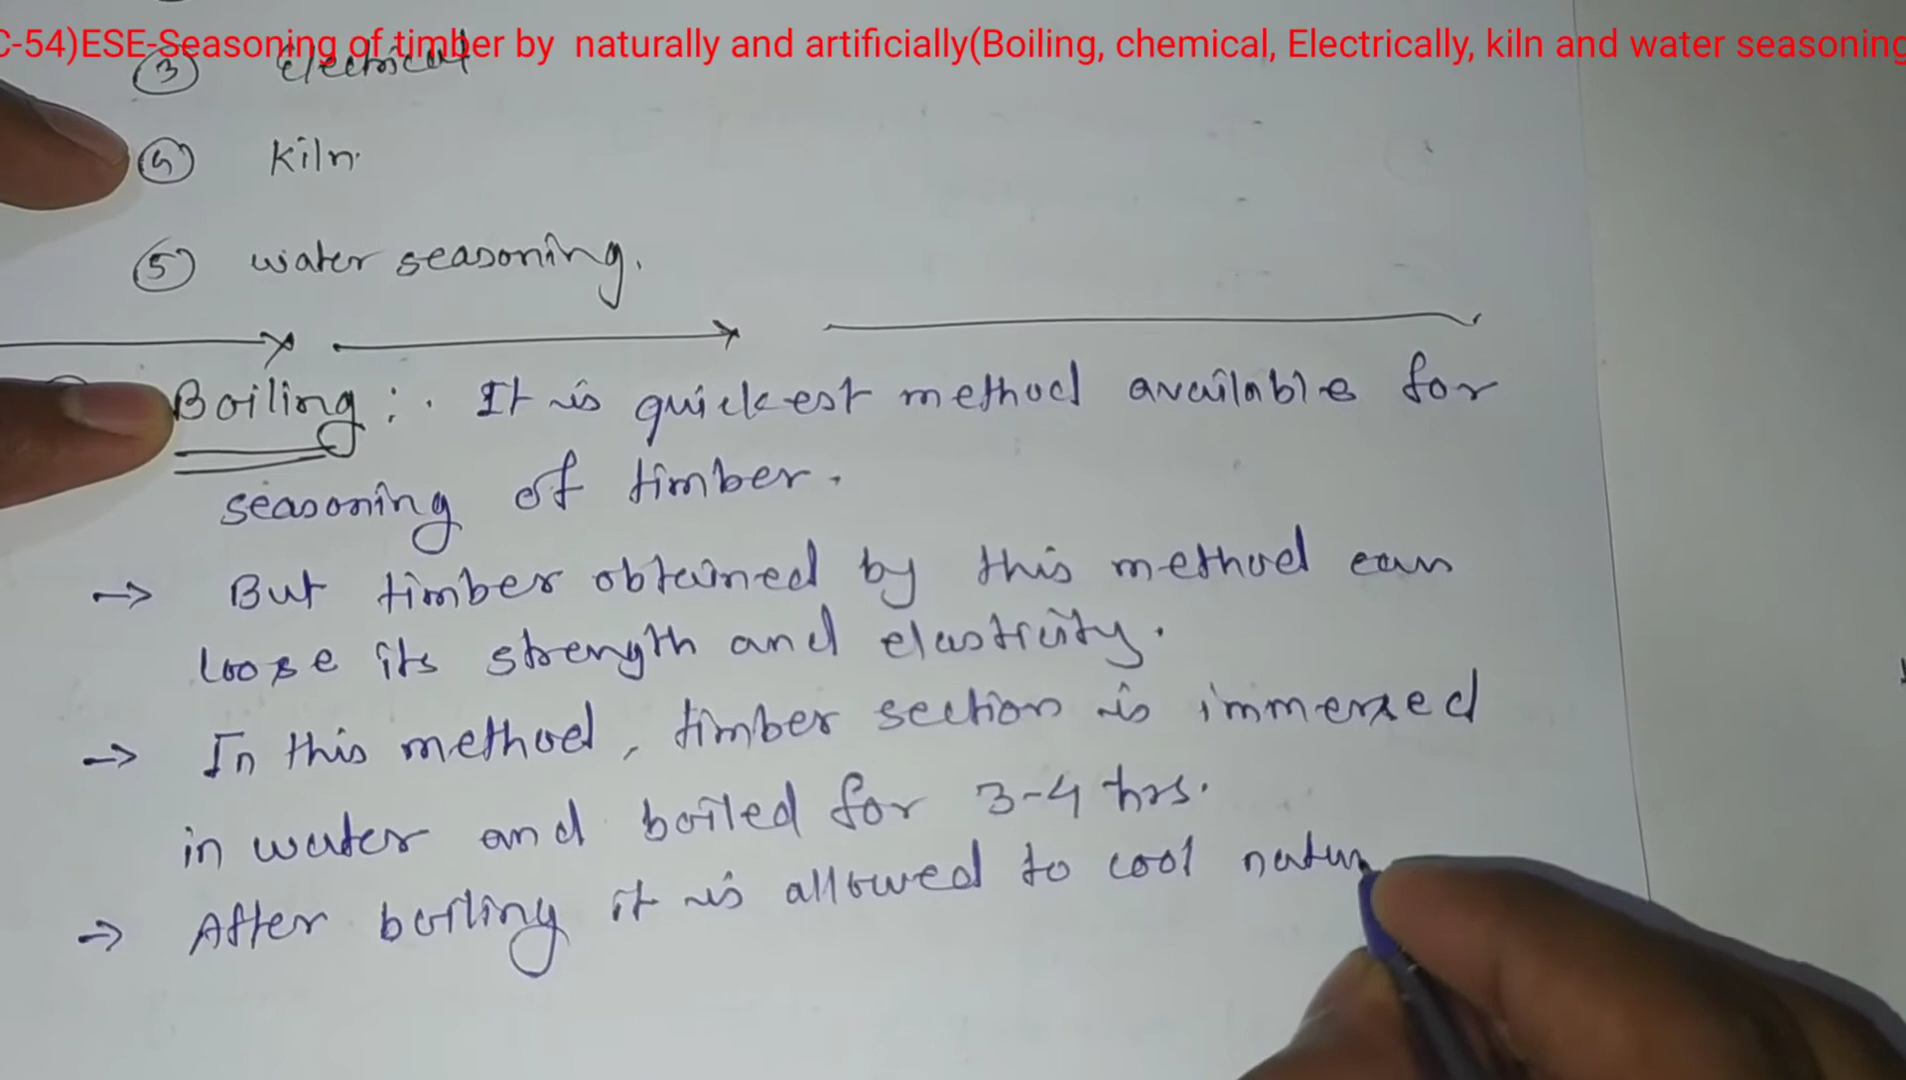 C-54)ESE-Seasoning of timber by naturally and artificially(Boiling, chemical, Electrically, kiln and water seasoning
③ Electrical
④ Kiln.
⑤ water seasoning.
Boiling : . It is quickest method available for
seasoning of timber.
→ But timber obtained by this method can
loose its strength and elasticity.
→ In this method, timber section is immersed
in water and boiled for 3-4 hrs.
→ After boiling it is allowed to cool natur